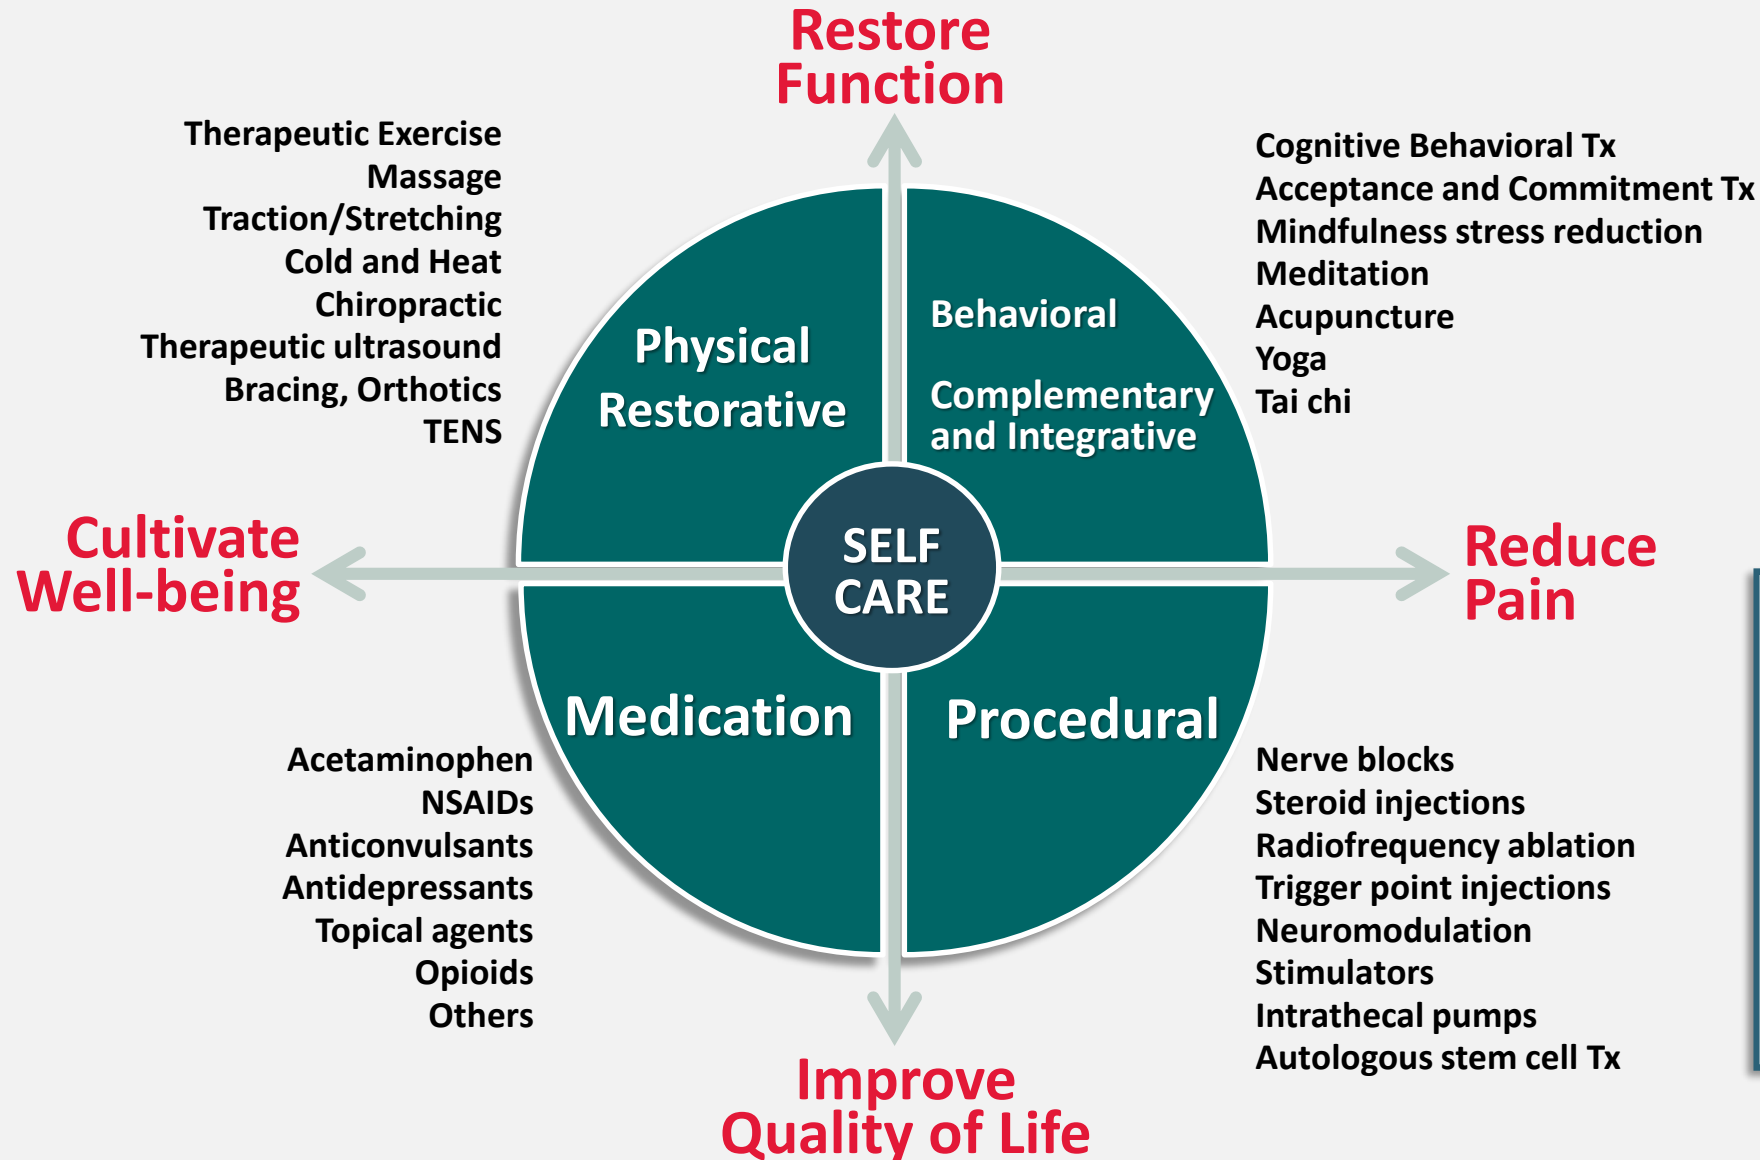 Restore
Function
Therapeutic Exercise
Massage
Traction/Stretching
Cold and Heat
Chiropractic
Therapeutic ultrasound
Bracing, Orthotics
TENS
Cognitive Behavioral Tx
Acceptance and Commitment Tx
Mindfulness stress reduction
Meditation
Acupuncture
Yoga
Tai chi
Physical
Restorative
Behavioral
Complementary
and Integrative
Cultivate
Well-being
SELF
CARE
Reduce
Pain
Medication
Procedural
Acetaminophen
NSAIDs
Anticonvulsants
Antidepressants
Topical agents
Opioids
Others
Nerve blocks
Steroid injections
Radiofrequency ablation
Trigger point injections
Neuromodulation
Stimulators
Intrathecal pumps
Autologous stem cell Tx
Improve
Quality of Life